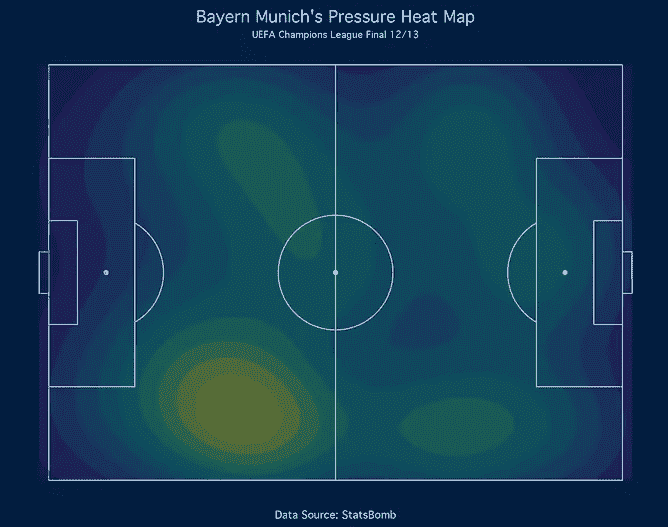 Bayern Munich's Pressure Heat Map
UEFA Champions League Final 12/13
Data Source: StatsBomb